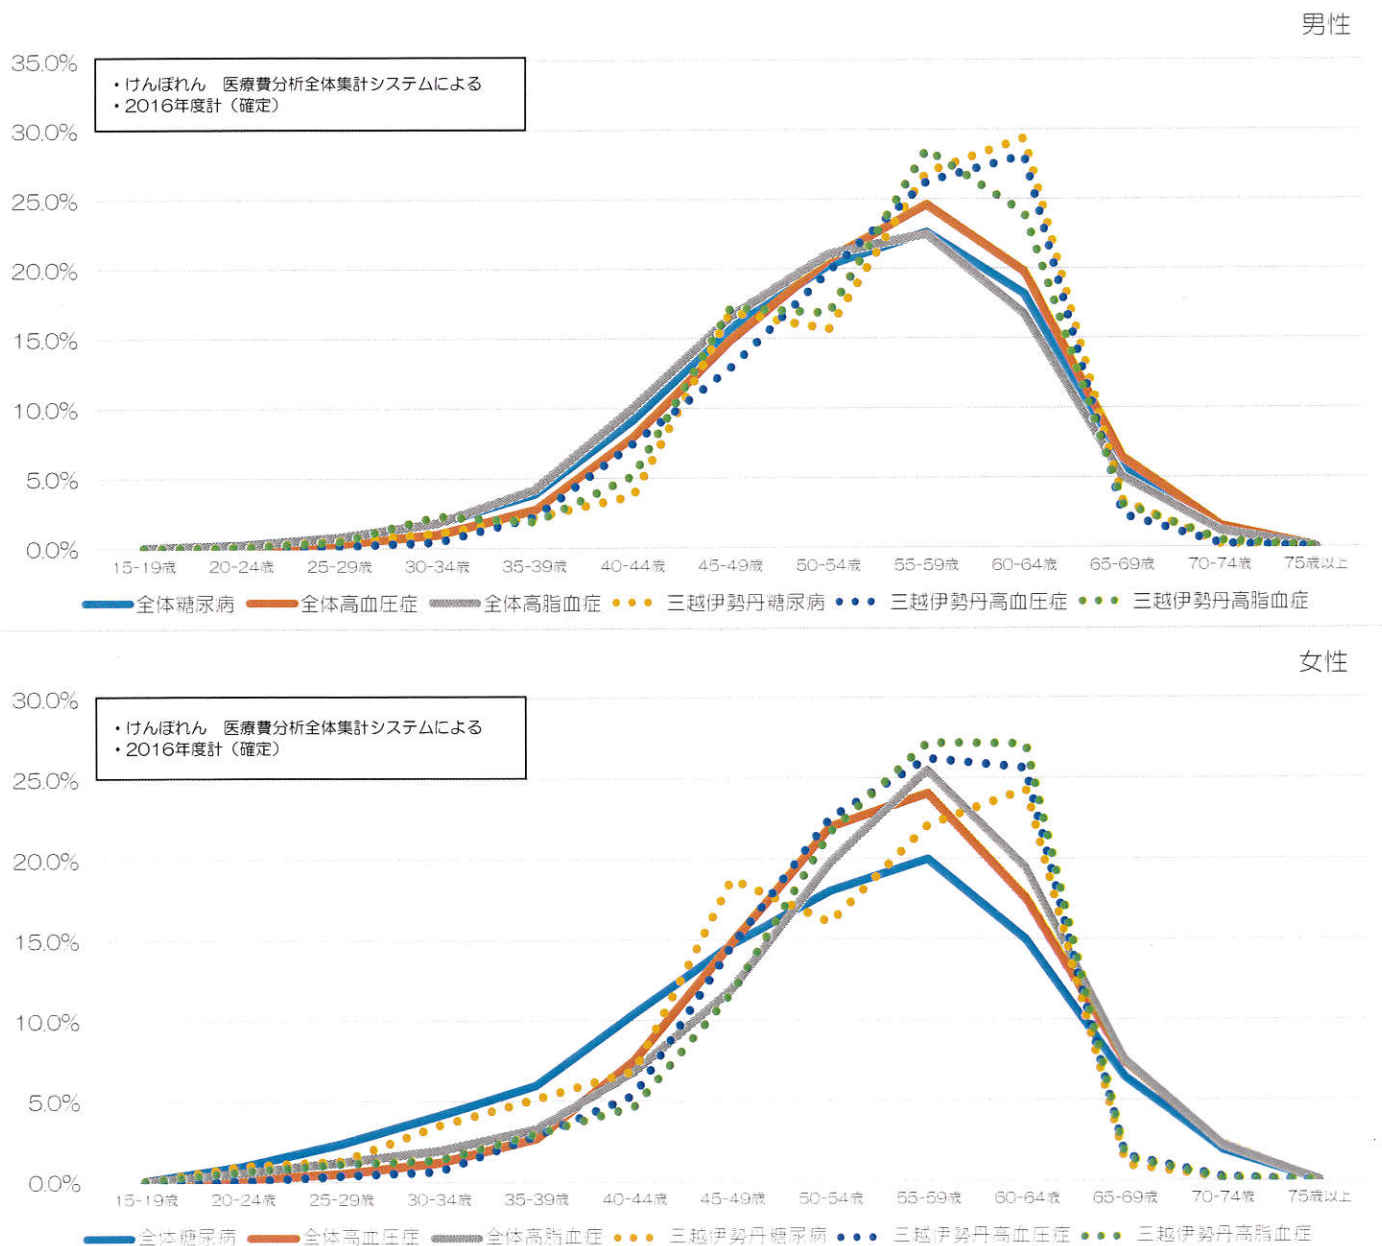 男性
35.0%
・けんぽれん 医療費分析全体集計システムによる
・2016年度計（確定）
30.0%
25.0%
20.0%
15.0%
10.0%
5.0%
0.0%
15-19歳 20-24歳 25-29歳 30-34歳 35-39歳 40-44歳 45-49歳 50-54歳 55-59歳 60-64歳 65-69歳 70-74歳 75歳以上
全体糖尿病 全体高血圧症 全体高脂血症 三越伊勢丹糖尿病 三越伊勢丹高血圧症 三越伊勢丹高脂血症
女性
30.0%
・けんぽれん 医療費分析全体集計システムによる
・2016年度計（確定）
25.0%
20.0%
15.0%
10.0%
5.0%
0.0%
15-19歳 20-24歳 25-29歳 30-34歳 35-39歳 40-44歳 45-49歳 50-54歳 55-59歳 60-64歳 65-69歳 70-74歳 75歳以上
全体糖尿病 全体高血圧症 全体高脂血症 三越伊勢丹糖尿病 三越伊勢丹高血圧症 三越伊勢丹高脂血症